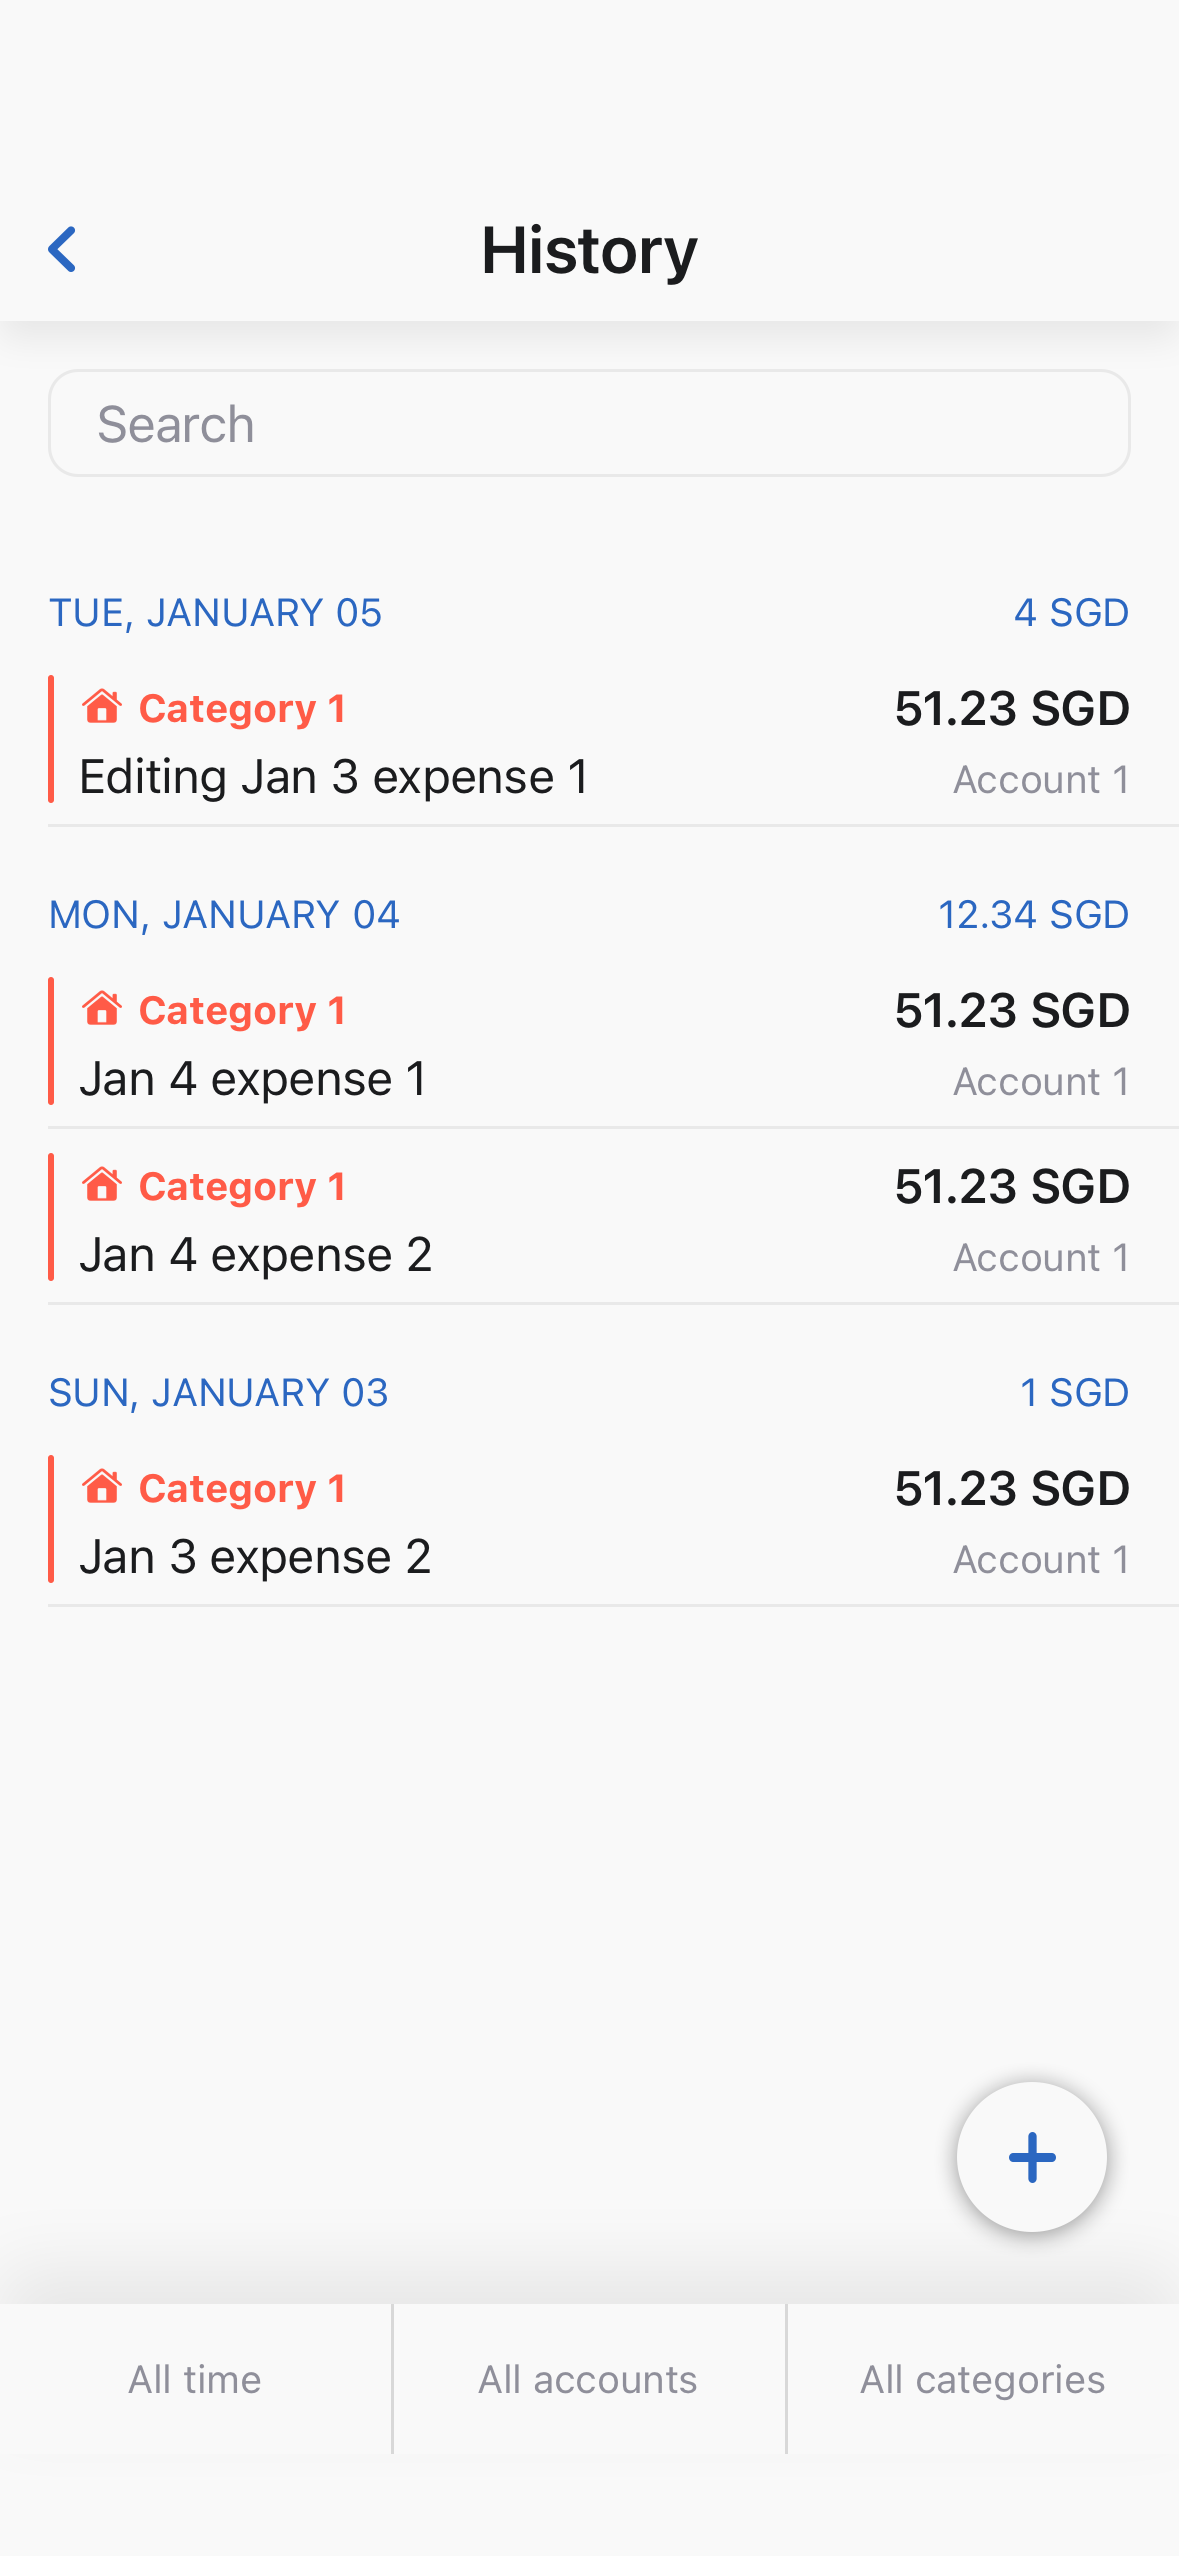 History
Search
TUE, JANUARY 05 4 SGD
Category 1 51.23 SGD
Editing Jan 3 expense 1 Account 1
MON, JANUARY 04 12.34 SGD
Category 1 51.23 SGD
Jan 4 expense 1 Account 1
Category 1 51.23 SGD
Jan 4 expense 2 Account 1
SUN, JANUARY 03 1 SGD
Category 1 51.23 SGD
Jan 3 expense 2 Account 1
All time All accounts All categories